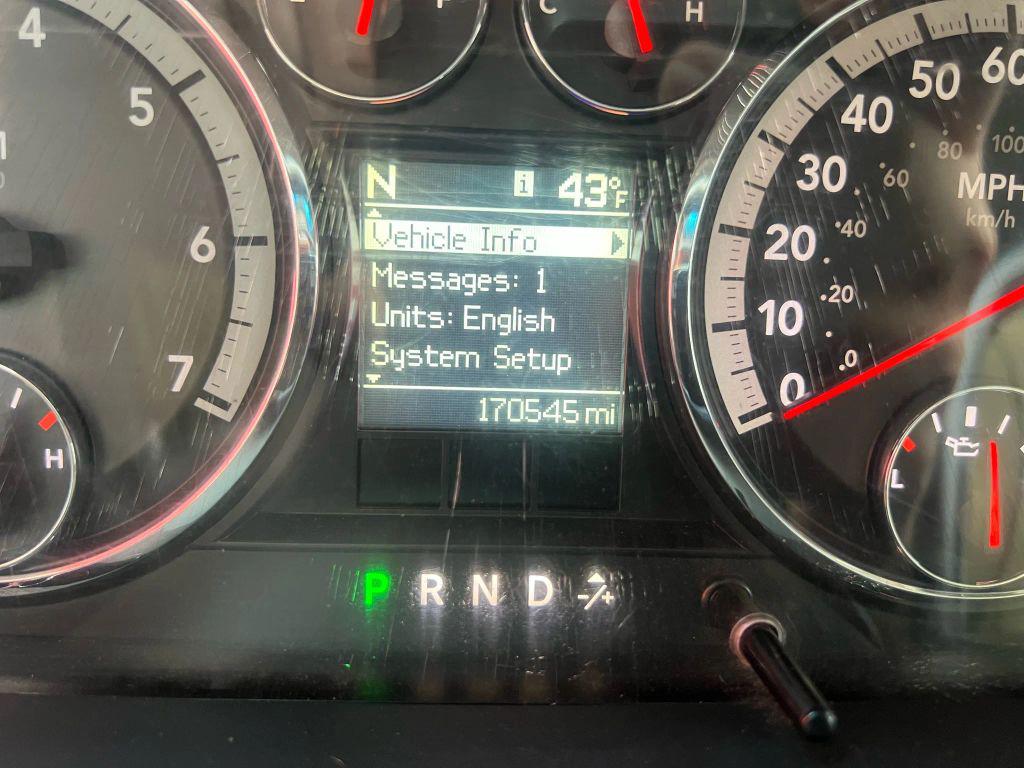 4
5
6
7
H
F
C H
N i 43°F
Vehicle Info
Messages: 1
Units: English
System Setup
170545 mi
P R N D -/+
60
50
40
30
20
10
0
100
80
60
40
20
0
MPH
km/h
L